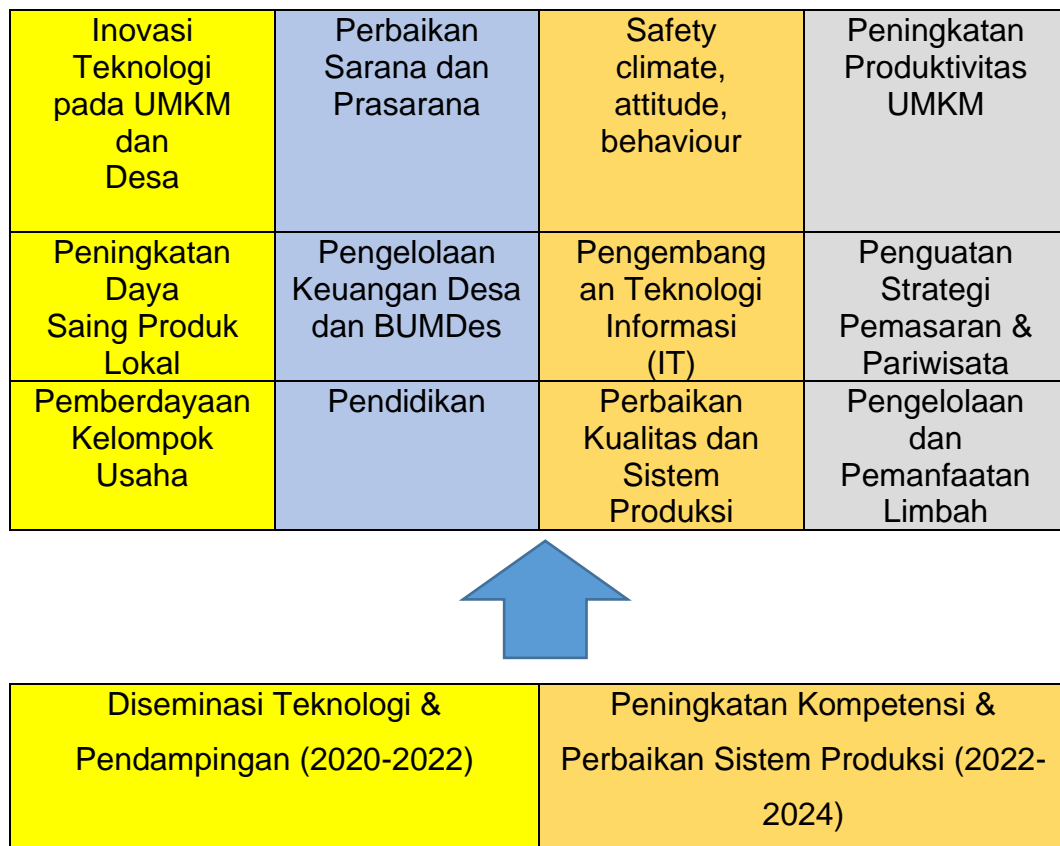 Inovasi
Teknologi
pada UMKM
dan
Desa
Perbaikan
Sarana dan
Prasarana
Safety
climate,
attitude,
behaviour
Peningkatan
Produktivitas
UMKM
Peningkatan
Daya
Saing Produk
Lokal
Pengelolaan
Keuangan Desa
dan BUMDes
Pengembang
an Teknologi
Informasi
(IT)
Penguatan
Strategi
Pemasaran &
Pariwisata
Pemberdayaan
Kelompok
Usaha
Pendidikan
Perbaikan
Kualitas dan
Sistem
Produksi
Pengelolaan
dan
Pemanfaatan
Limbah
Diseminasi Teknologi &
Pendampingan (2020-2022)
Peningkatan Kompetensi &
Perbaikan Sistem Produksi (2022-
2024)